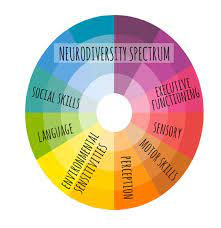 NEURODIVERSITY SPECTRUM
SOCIAL SKILLS
LANGUAGE
ENVIRONMENTAL
SENSITIVITIES
PERCEPTION
MOTOR SKILLS
SENSORY
EXECUTIVE
FUNCTIONING